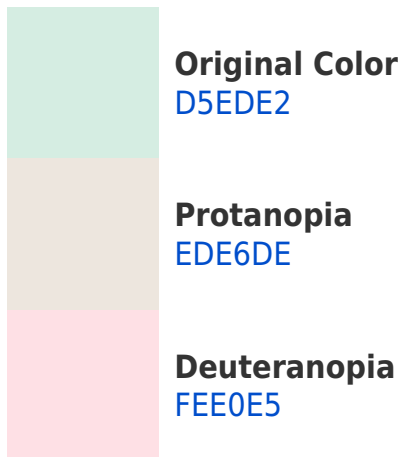 Original Color
D5EDE2
Protanopia
EDE6DE
Deuteranopia
FEE0E5